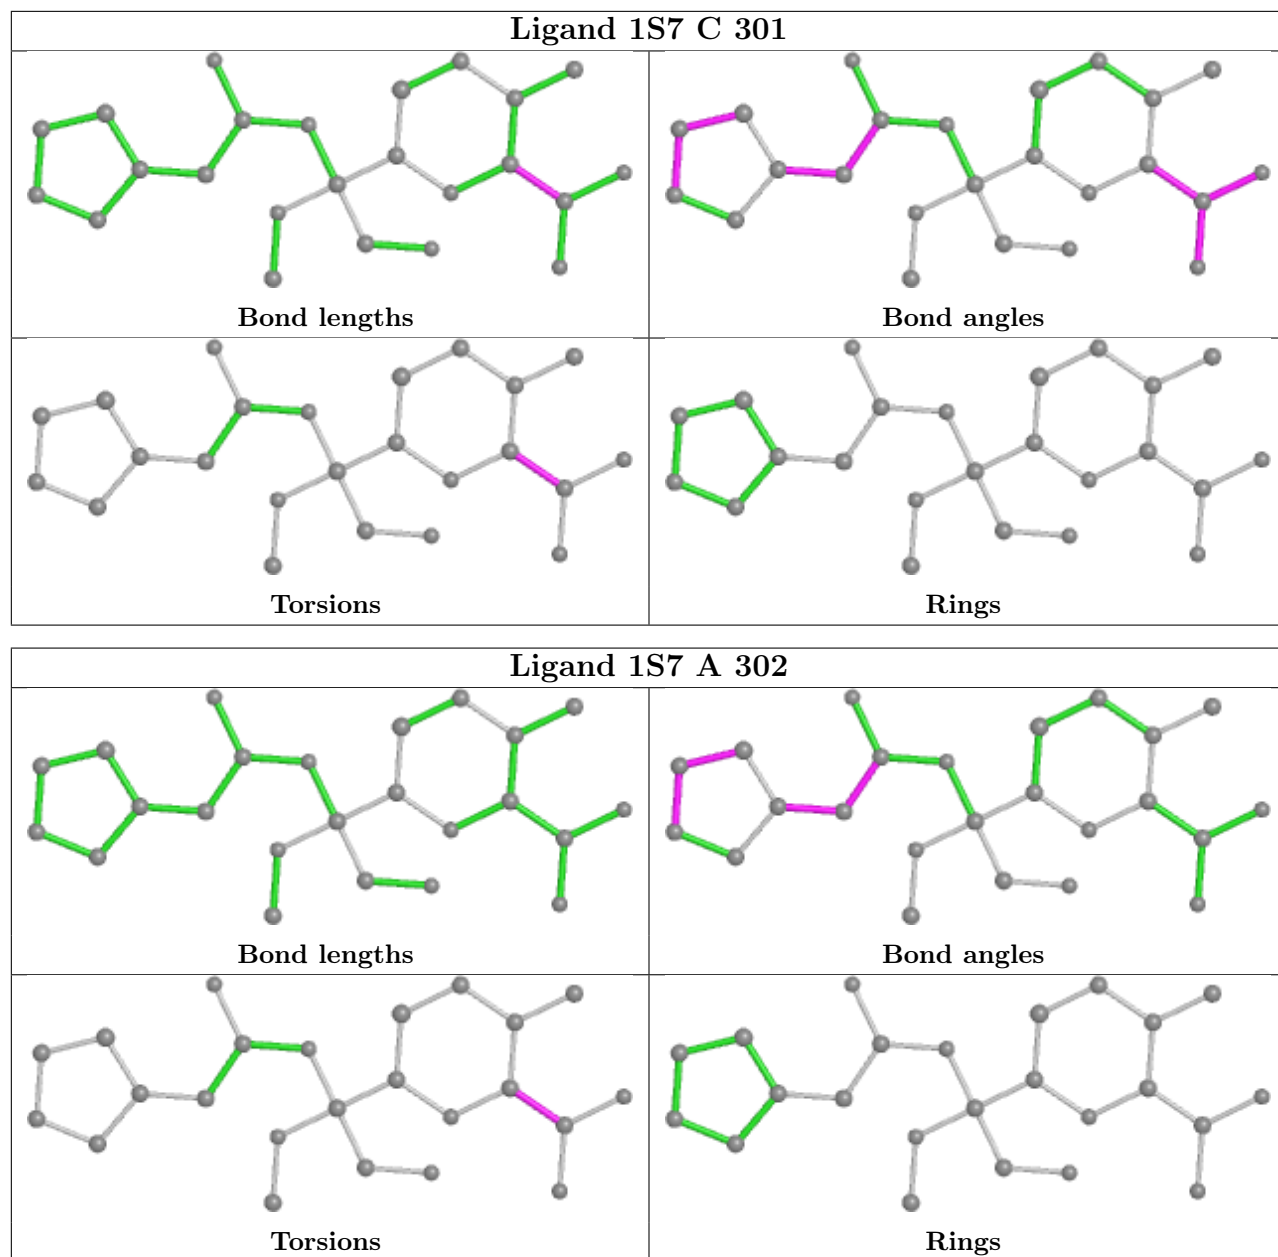 Ligand 1S7 C 301
Bond lengths
Bond angles
Torsions
Rings
Ligand 1S7 A 302
Bond lengths
Bond angles
Torsions
Rings